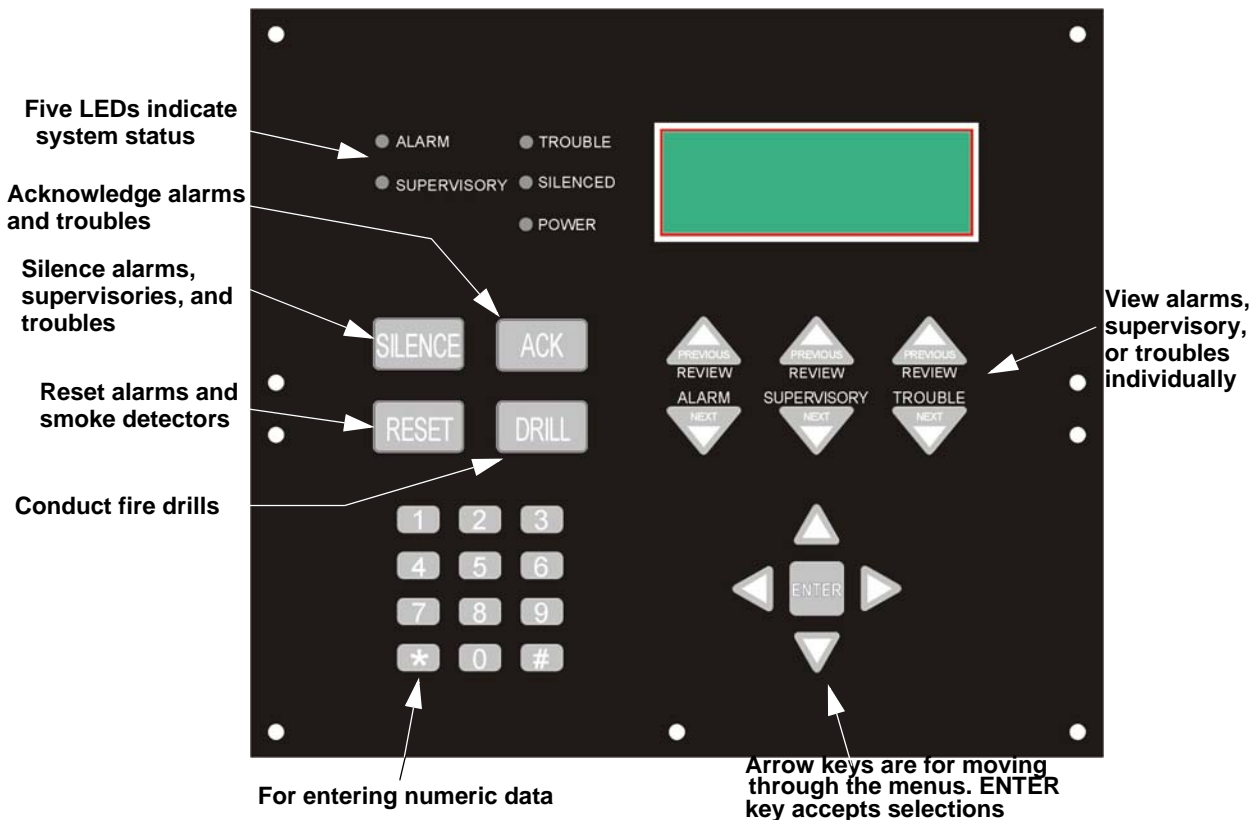 Five LEDs indicate
system status
ALARM
TROUBLE
SUPERVISORY
SILENCED
POWER
Acknowledge alarms
and troubles
Silence alarms,
supervisories, and
troubles
SILENCE
ACK
Reset alarms and
smoke detectors
RESET
DRILL
Conduct fire drills
PREVIOUS
REVIEW
ALARM
NEXT
PREVIOUS
REVIEW
SUPERVISORY
NEXT
PREVIOUS
REVIEW
TROUBLE
NEXT
View alarms,
supervisory,
or troubles
individually
1 2 3
4 5 6
7 8 9
* 0 #
ENTER
For entering numeric data
Arrow keys are for moving
through the menus. ENTER
key accepts selections